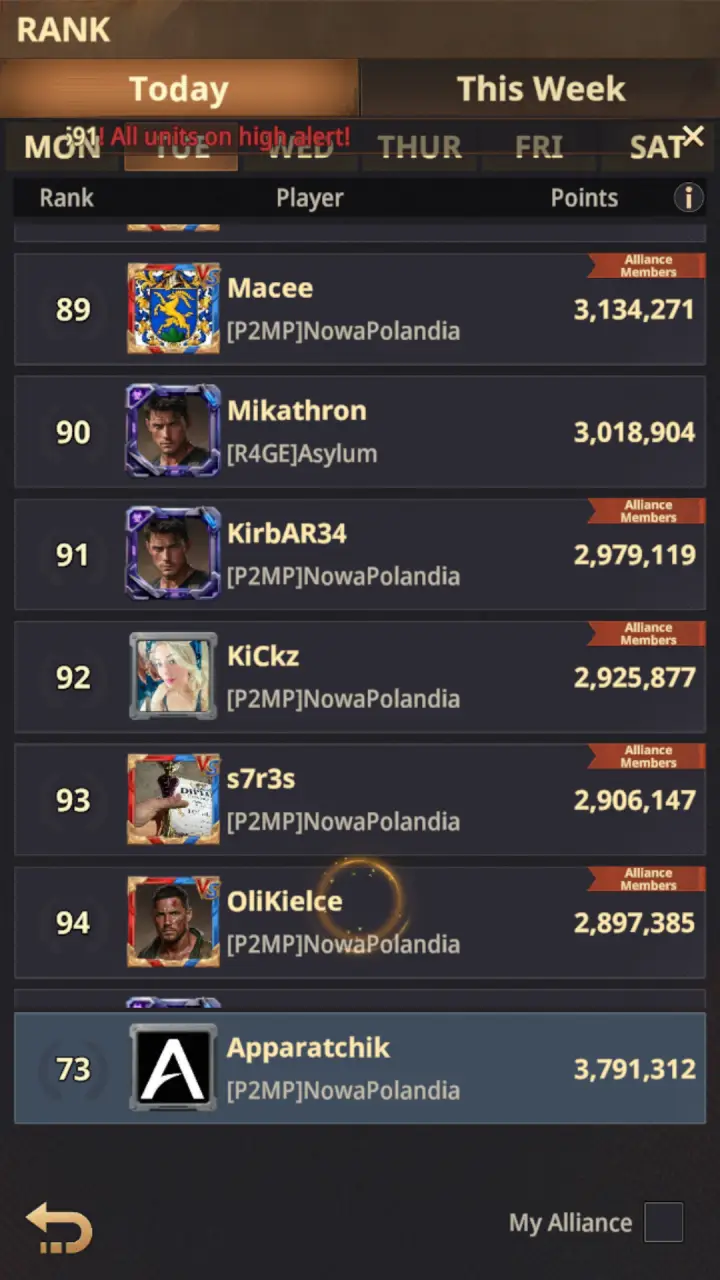 RANK
Today
This Week
i91! All units on high alert!
MON TUE WED THUR FRI SAT
Rank Player Points
Alliance Members
89
Macee
[P2MP]NowaPolandia
3,134,271
90
Mikathron
[R4GE]Asylum
3,018,904
Alliance Members
91
KirbAR34
[P2MP]NowaPolandia
2,979,119
Alliance Members
92
KiCkz
[P2MP]NowaPolandia
2,925,877
Alliance Members
93
s7r3s
[P2MP]NowaPolandia
2,906,147
Alliance Members
94
OliKielce
[P2MP]NowaPolandia
2,897,385
73
Apparatchik
[P2MP]NowaPolandia
3,791,312
My Alliance